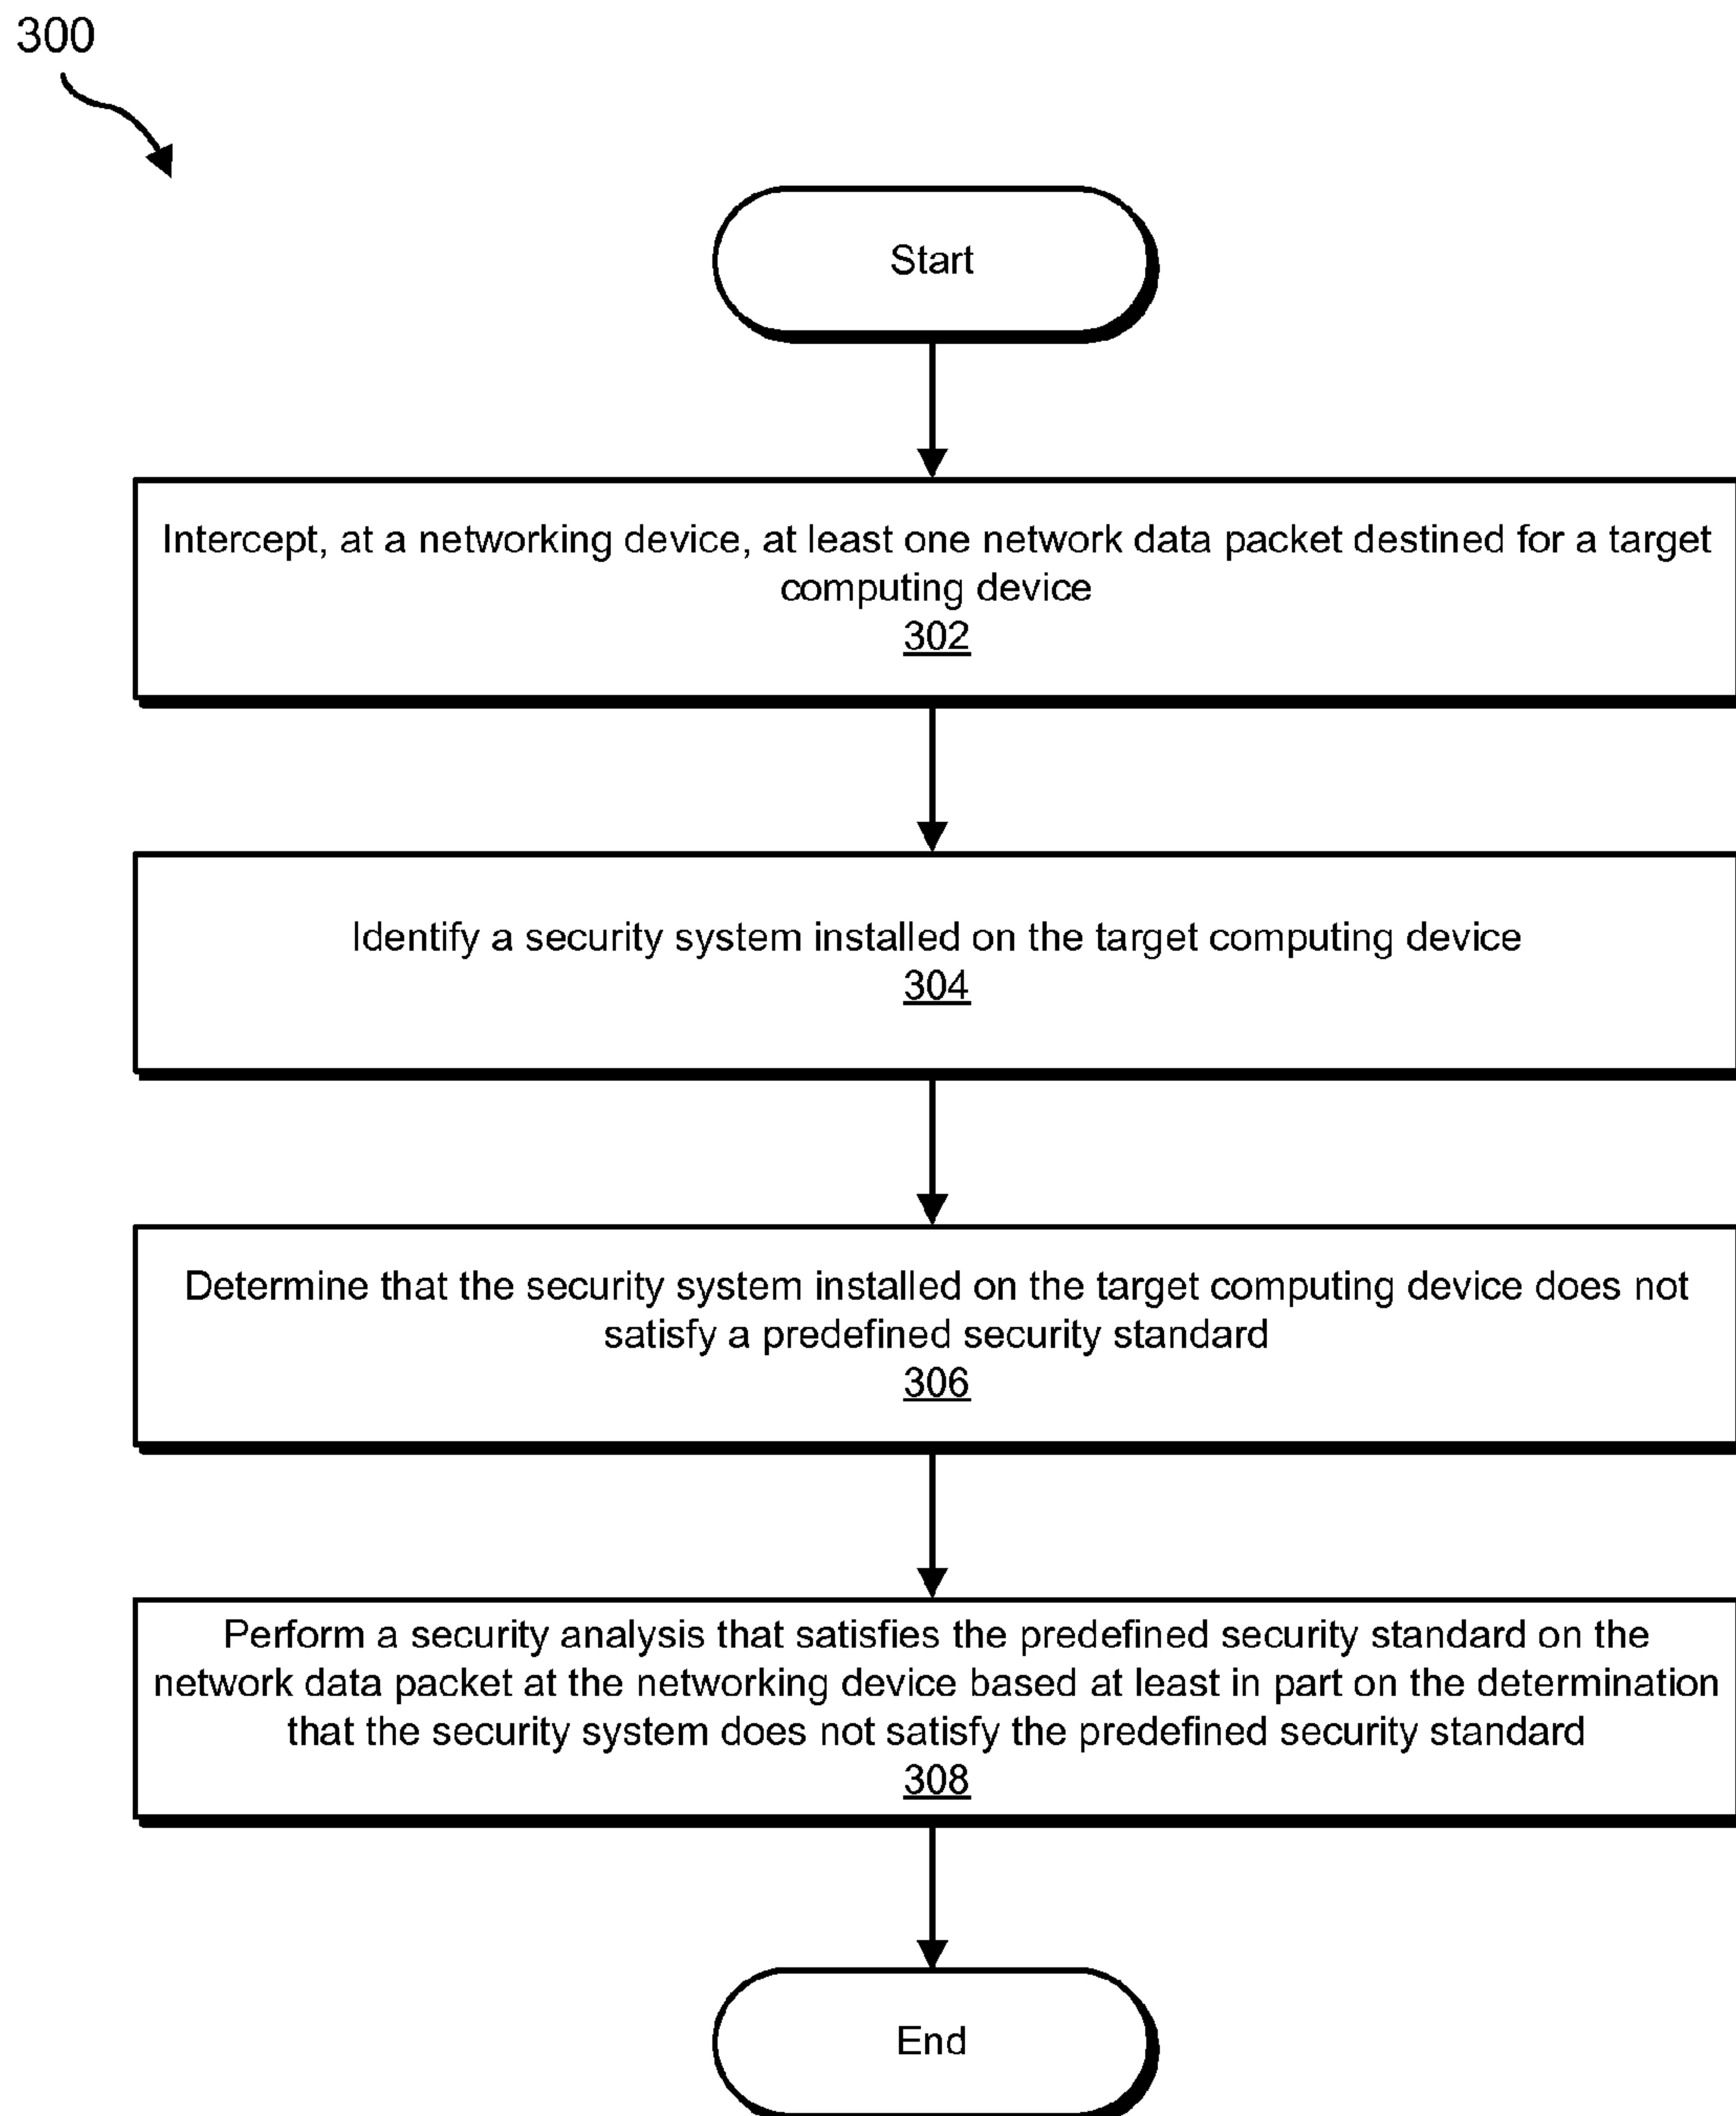 300
Start
Intercept, at a networking device, at least one network data packet destined for a target
computing device
302
Identify a security system installed on the target computing device
304
Determine that the security system installed on the target computing device does not
satisfy a predefined security standard
306
Perform a security analysis that satisfies the predefined security standard on the
network data packet at the networking device based at least in part on the determination
that the security system does not satisfy the predefined security standard
308
End